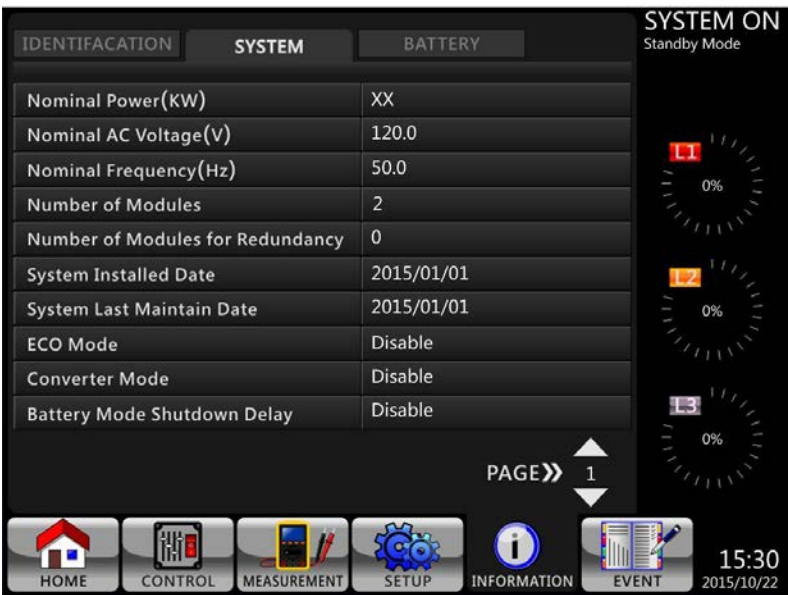 IDENTIFACATION SYSTEM BATTERY
SYSTEM ON
Standby Mode
Nominal Power(KW) XX
Nominal AC Voltage(V) 120.0
Nominal Frequency(Hz) 50.0
Number of Modules 2
Number of Modules for Redundancy 0
System Installed Date 2015/01/01
System Last Maintain Date 2015/01/01
ECO Mode Disable
Converter Mode Disable
Battery Mode Shutdown Delay Disable
L1
0%
L2
0%
L3
0%
PAGE 1
HOME CONTROL MEASUREMENT SETUP INFORMATION EVENT
15:30
2015/10/22